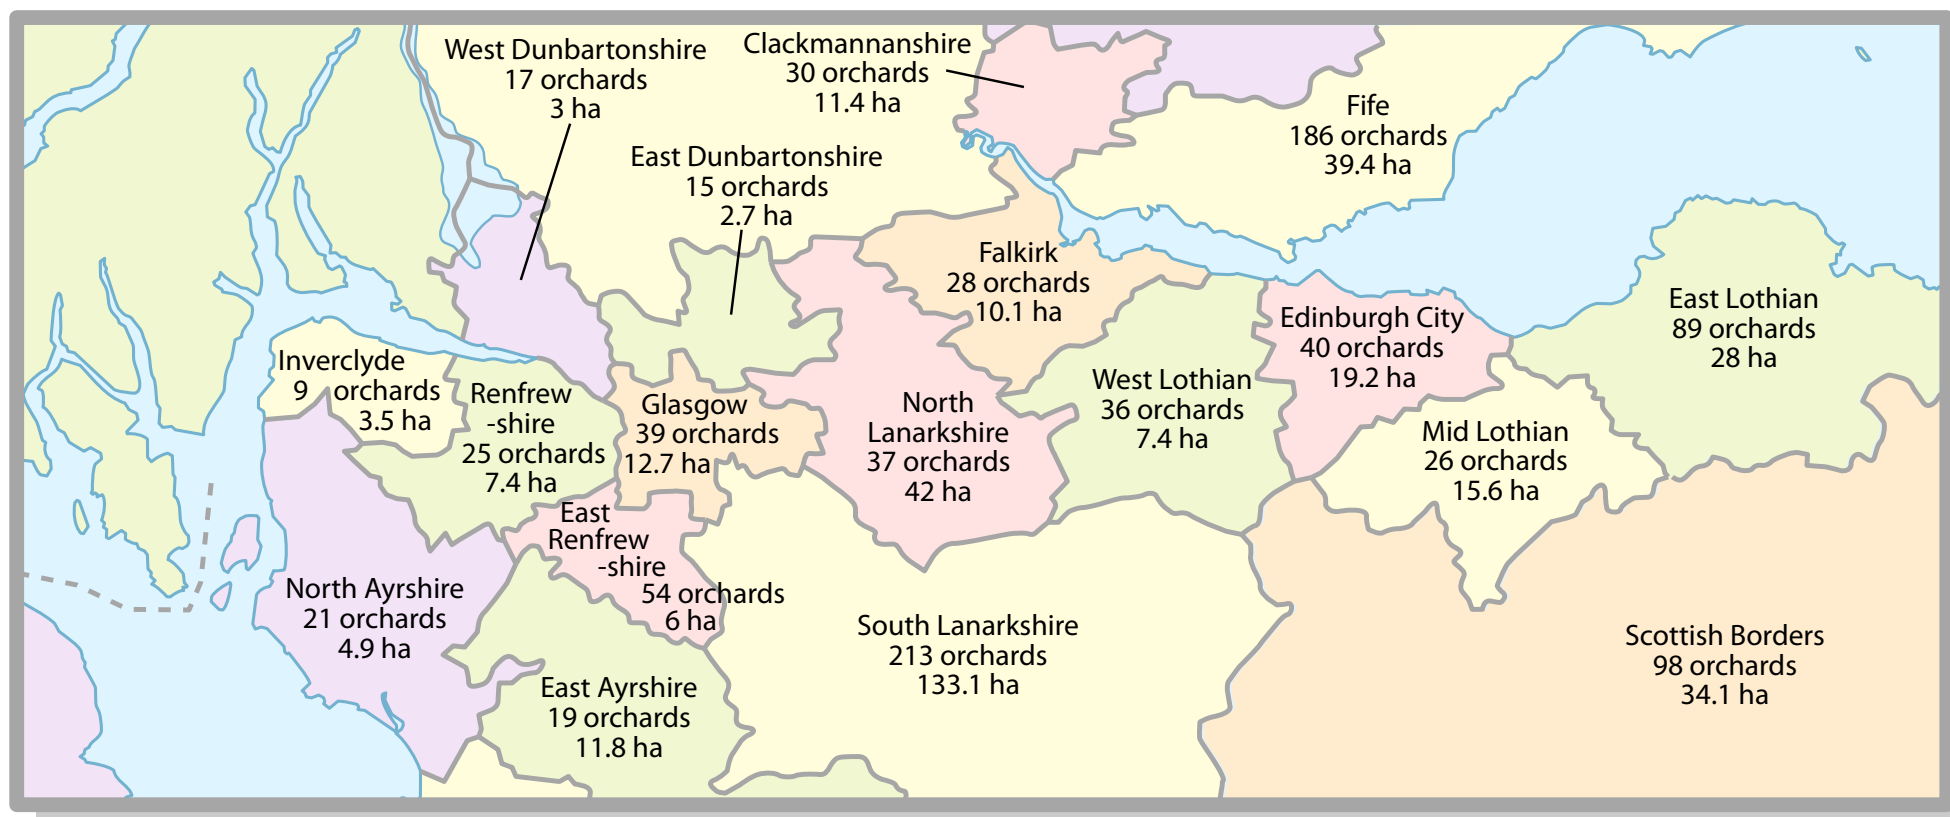 West Dunbartonshire
17 orchards
3 ha
Clackmannanshire
30 orchards
11.4 ha
Fife
186 orchards
39.4 ha
East Dunbartonshire
15 orchards
2.7 ha
Falkirk
28 orchards
10.1 ha
East Lothian
89 orchards
28 ha
Edinburgh City
40 orchards
19.2 ha
Inverclyde
9 orchards
3.5 ha
Renfrew
-shire
25 orchards
7.4 ha
Glasgow
39 orchards
12.7 ha
North
Lanarkshire
37 orchards
42 ha
West Lothian
36 orchards
7.4 ha
Mid Lothian
26 orchards
15.6 ha
East
Renfrew
-shire
54 orchards
6 ha
North Ayrshire
21 orchards
4.9 ha
South Lanarkshire
213 orchards
133.1 ha
Scottish Borders
98 orchards
34.1 ha
East Ayrshire
19 orchards
11.8 ha